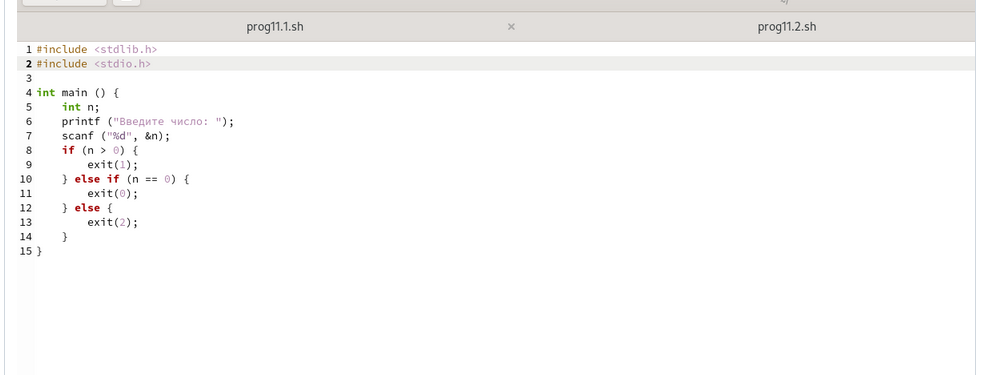 prog11.1.sh × prog11.2.sh
1 #include <stdlib.h>
2 #include <stdio.h>
3
4 int main () {
5     int n;
6     printf ("Введите число: ");
7     scanf ("%d", &n);
8     if (n > 0) {
9         exit(1);
10     } else if (n == 0) {
11         exit(0);
12     } else {
13         exit(2);
14     }
15 }